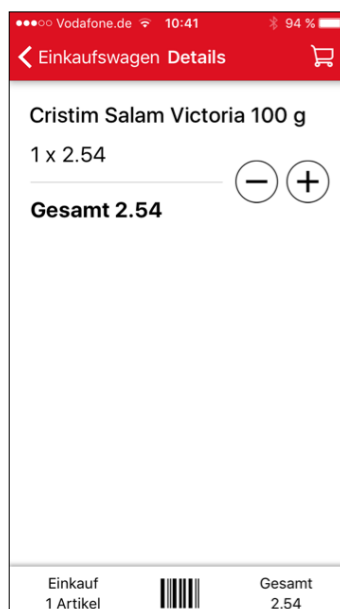 Vodafone.de 10:41 94 %
Einkaufswagen Details
Cristim Salam Victoria 100 g
1 x 2.54
Gesamt 2.54
Einkauf Gesamt
1 Artikel 2.54